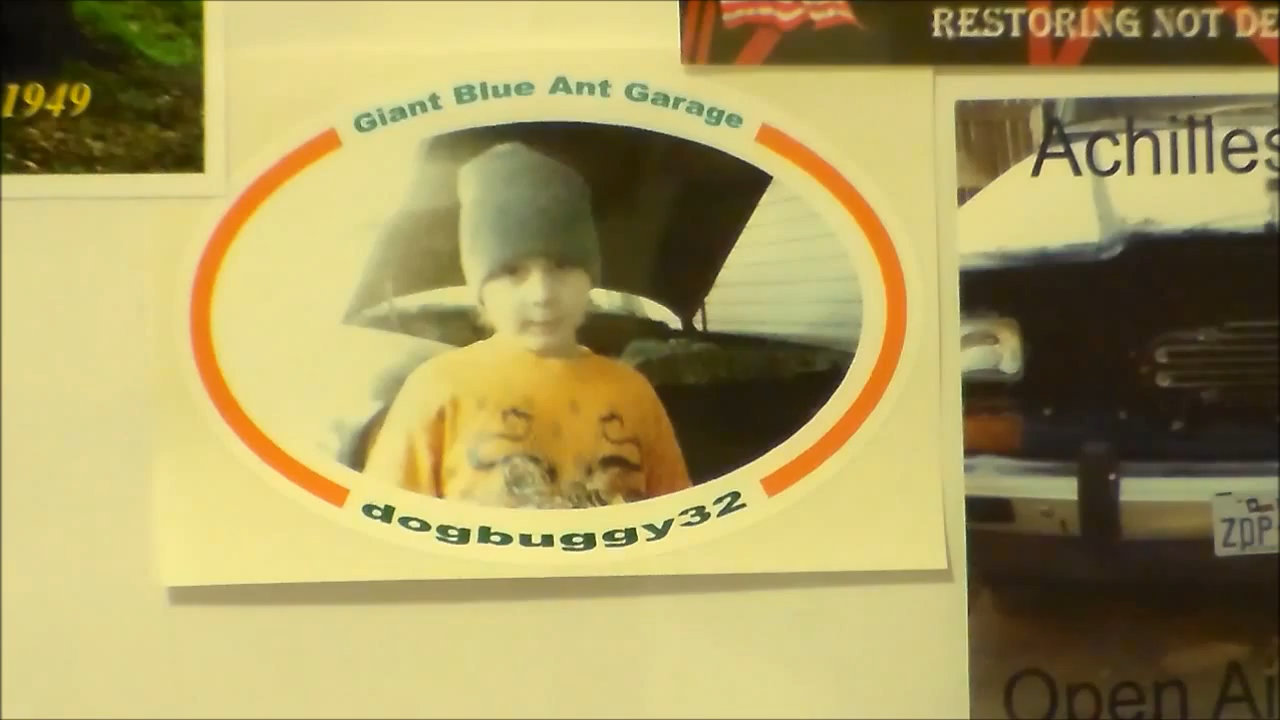 1949
RESTORING NOT DE
Giant Blue Ant Garage
dogbuggy32
Achilles
ZDP
Open Ai